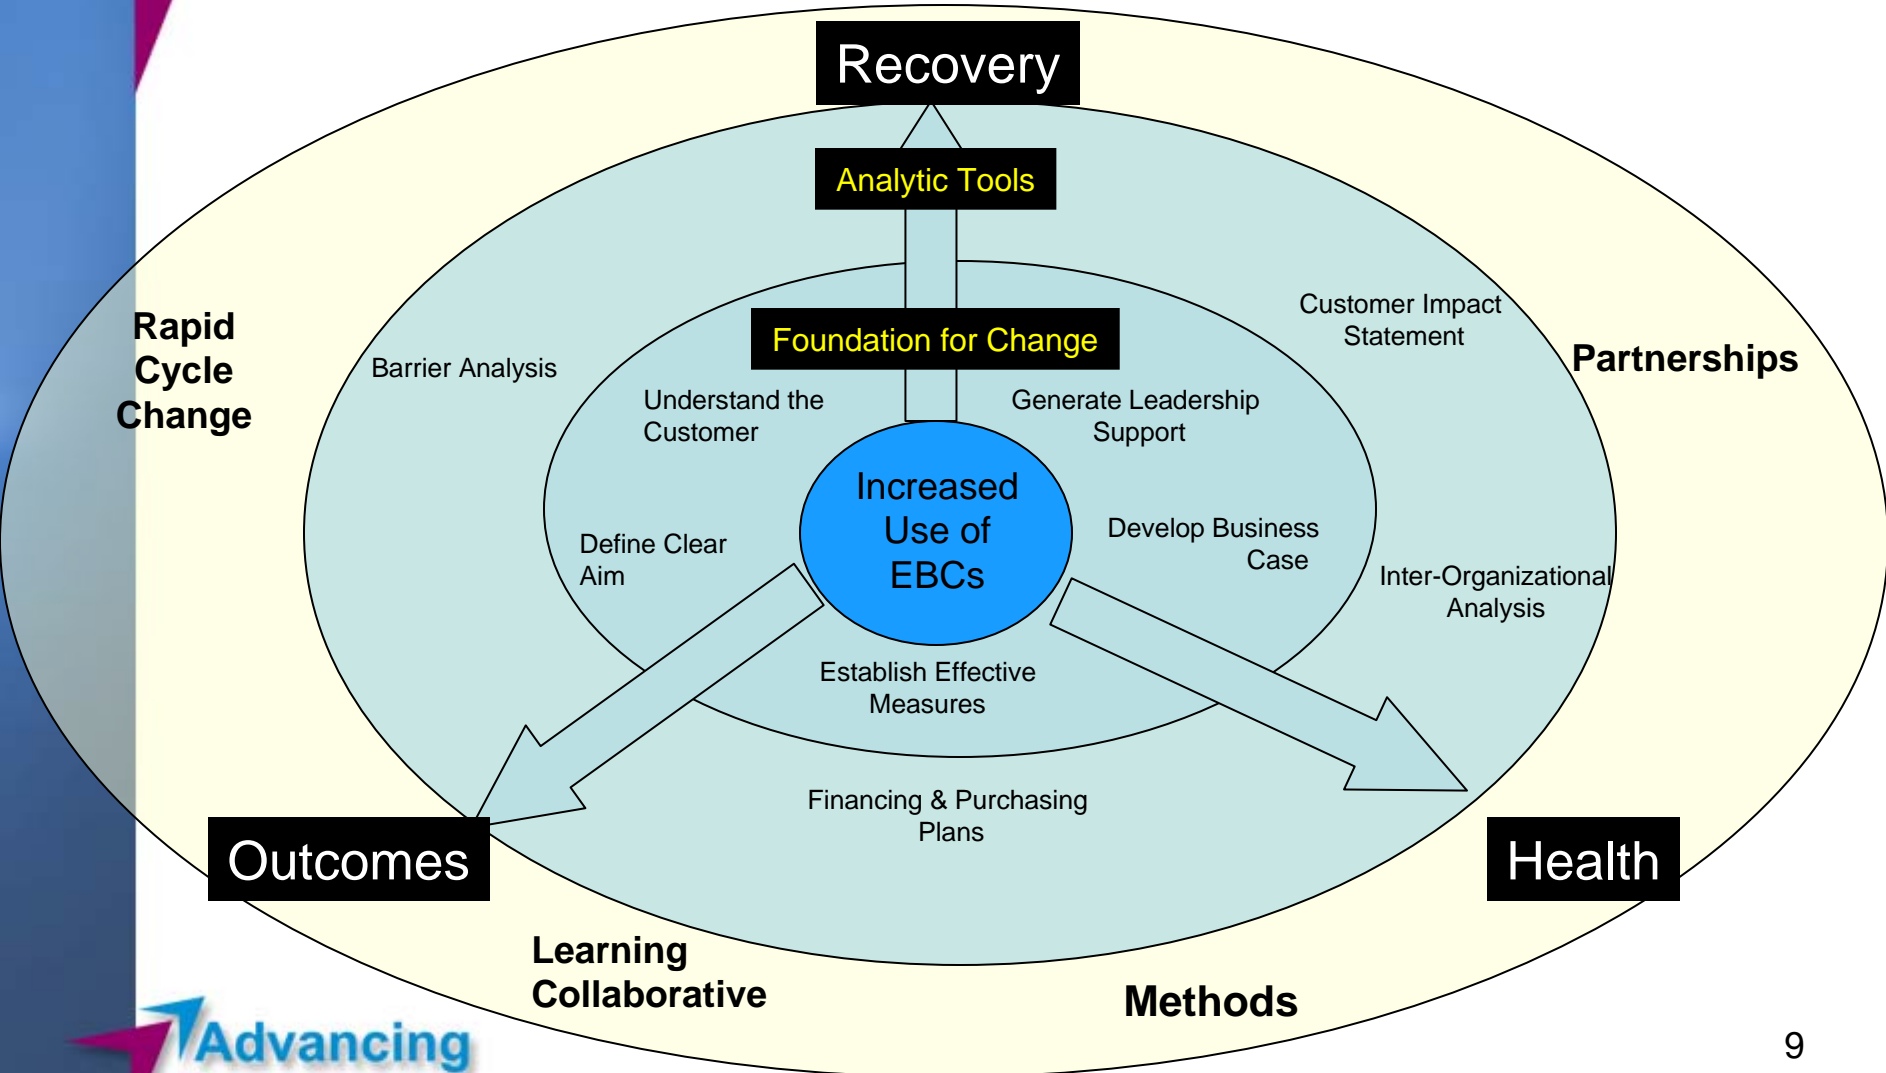 Recovery
Analytic Tools
Foundation for Change
Rapid
Cycle
Change
Barrier Analysis
Customer Impact
Statement
Partnerships
Understand the
Customer
Generate Leadership
Support
Increased
Use of
EBCs
Define Clear
Aim
Develop Business
Case
Inter-Organizational
Analysis
Establish Effective
Measures
Financing & Purchasing
Plans
Outcomes
Health
Learning
Collaborative
Methods
Advancing
9